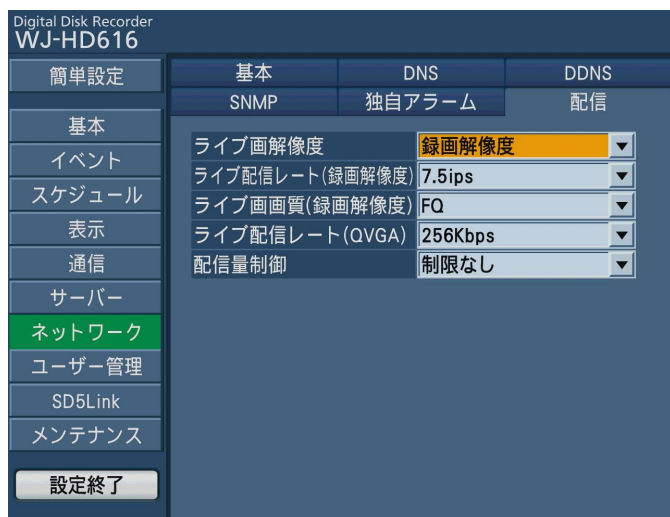 Digital Disk Recorder
WJ-HD616
簡単設定
基本
イベント
スケジュール
表示
通信
サーバー
ネットワーク
ユーザー管理
SD5Link
メンテナンス
設定終了
基本 DNS DDNS
SNMP 独自アラーム 配信
ライブ画解像度 録画解像度
ライブ配信レート(録画解像度) 7.5ips
ライブ画画質(録画解像度) FQ
ライブ配信レート(QVGA) 256Kbps
配信量制御 制限なし